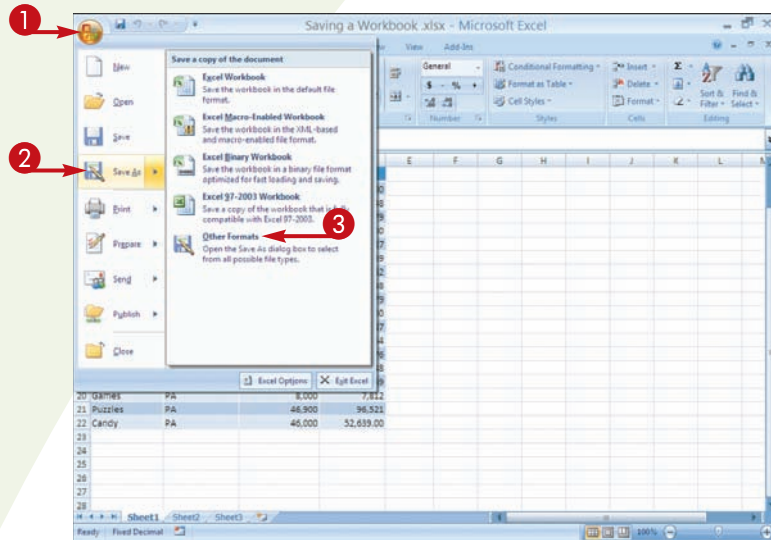 1
Saving a Workbook .xlsx - Microsoft Excel
View Add-Ins
General
Conditional Formatting
Format as Table
Cell Styles
Insert
Delete
Format
Sort & Filter
Find & Select
Number
Styles
Cells
Editing
New
Open
Save
2
Save As
Print
Prepare
Send
Publish
Close
Save a copy of the document
Excel Workbook
Save the workbook in the default file
format.
Excel Macro-Enabled Workbook
Save the workbook in the XML-based
and macro-enabled file format.
Excel Binary Workbook
Save the workbook in a binary file format
optimized for fast loading and saving.
Excel 97-2003 Workbook
Save a copy of the workbook that is fully
compatible with Excel 97-2003.
3
Other Formats
Open the Save As dialog box to select
from all possible file types.
Excel Options
Exit Excel
E F G H I J K L
20 Games PA 8,000 7,812
21 Puzzles PA 46,900 96,521
22 Candy PA 46,000 52,639.00
23
24
25
26
27
28
Sheet1 Sheet2 Sheet3
Ready Fixed Decimal 100%